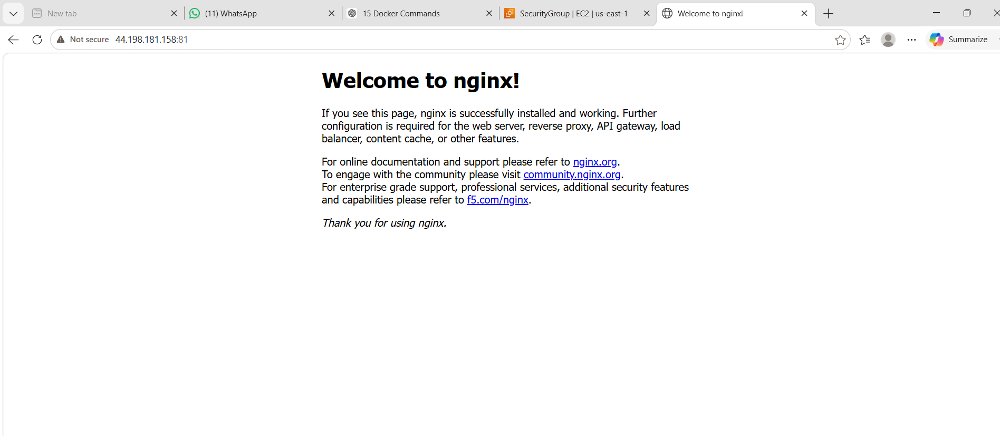 New tab
(11) WhatsApp
15 Docker Commands
SecurityGroup | EC2 | us-east-1
Welcome to nginx!
Not secure
44.198.181.158:81
Summarize
Welcome to nginx!
If you see this page, nginx is successfully installed and working. Further
configuration is required for the web server, reverse proxy, API gateway, load
balancer, content cache, or other features.
For online documentation and support please refer to nginx.org.
To engage with the community please visit community.nginx.org.
For enterprise grade support, professional services, additional security features
and capabilities please refer to f5.com/nginx.
Thank you for using nginx.